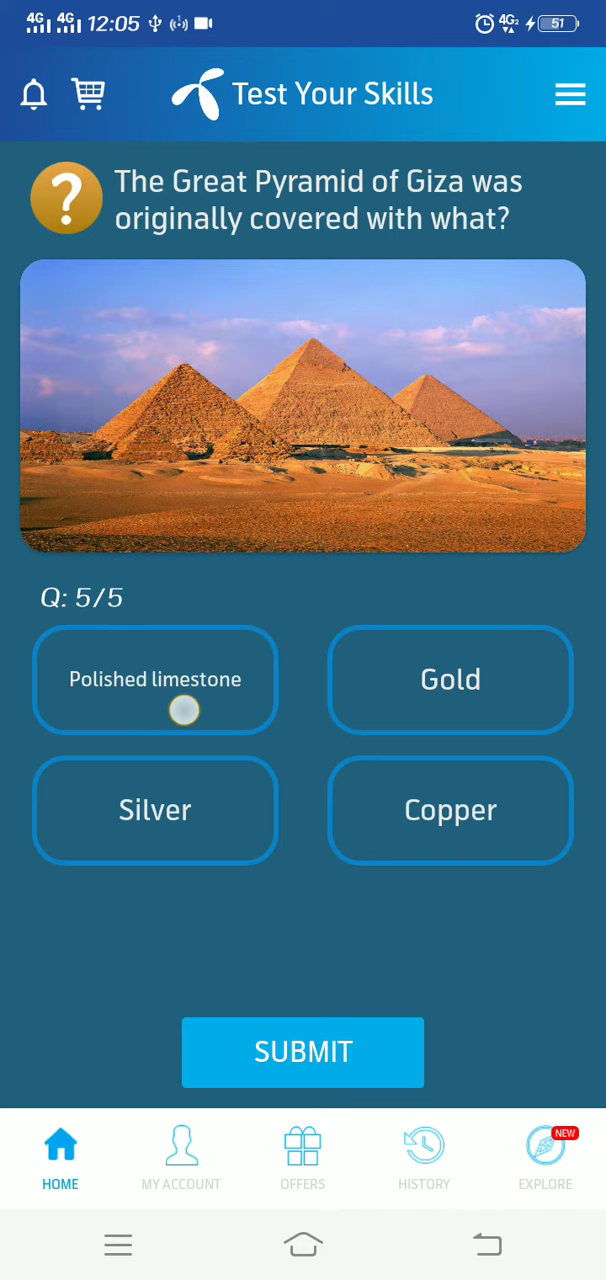 4G 4G 12:05 4G2 51
Test Your Skills
? The Great Pyramid of Giza was
originally covered with what?
Q: 5/5
Polished limestone
Gold
Silver
Copper
SUBMIT
NEW
HOME
MY ACCOUNT
OFFERS
HISTORY
EXPLORE